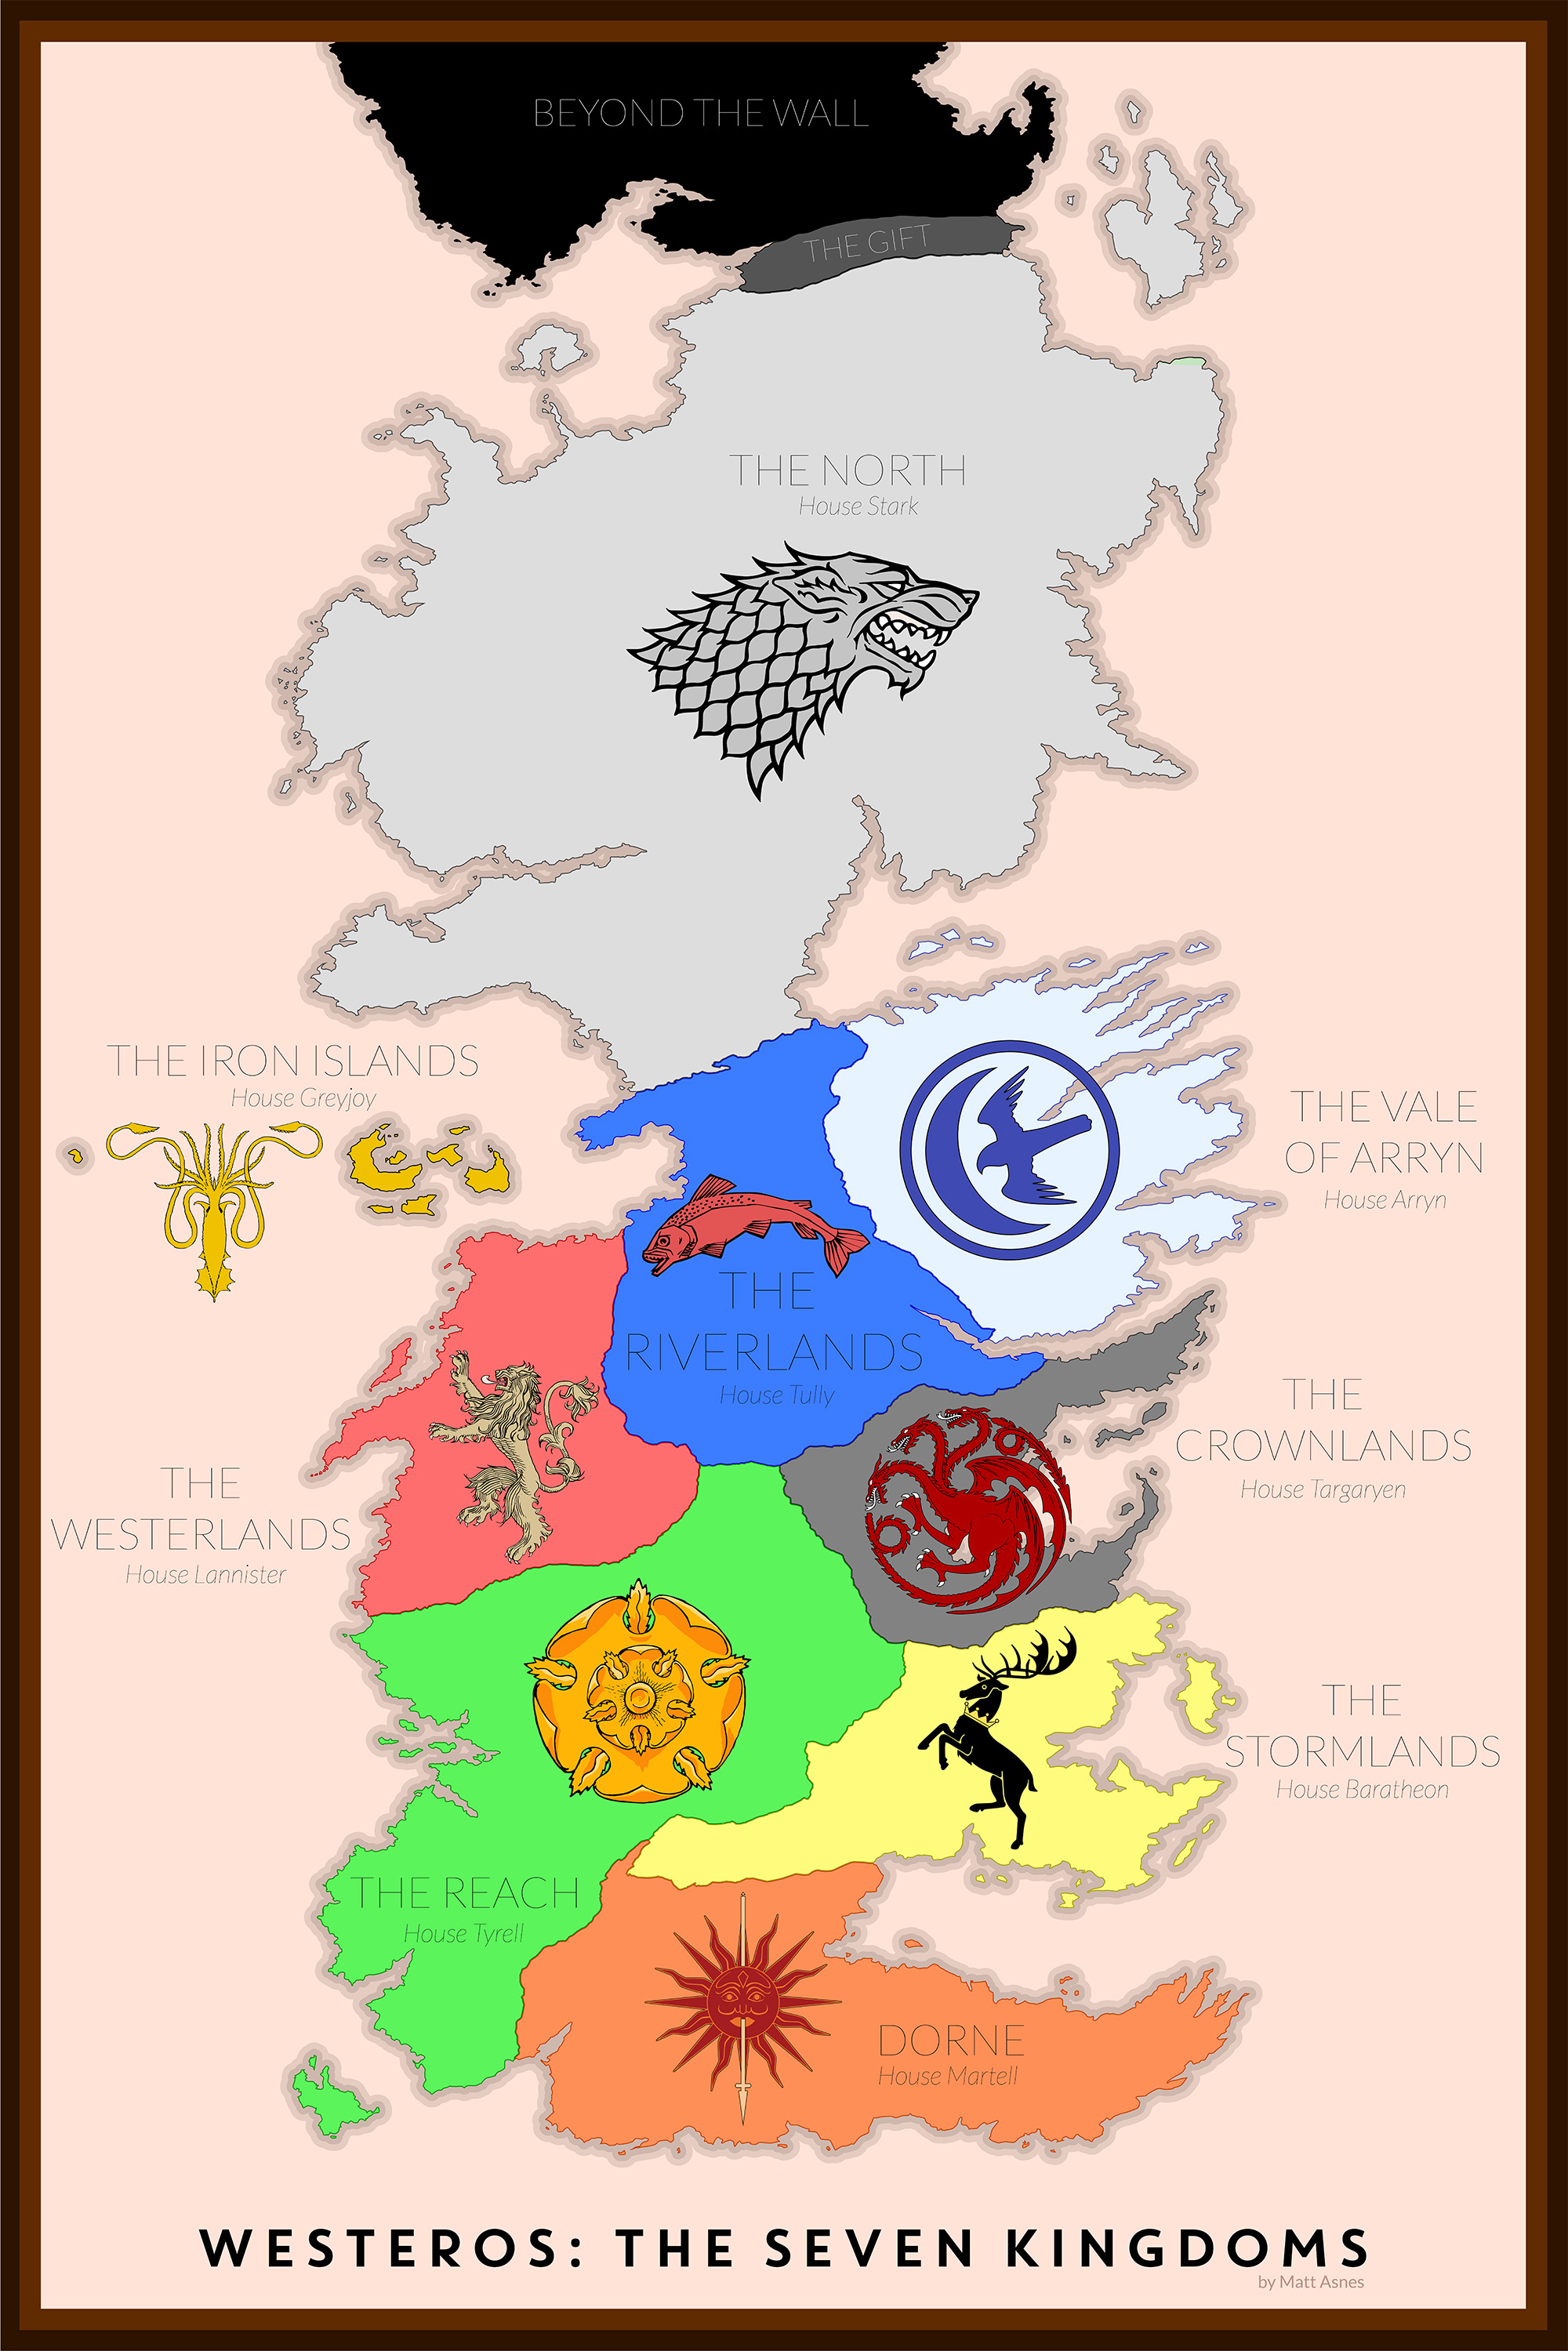 BEYOND THE WALL
THE GIFT
THE NORTH
House Stark
THE IRON ISLANDS
House Greyjoy
THE VALE
OF ARRYN
House Arryn
THE
RIVERLANDS
House Tully
THE
CROWNLANDS
House Targaryen
THE
WESTERLANDS
House Lannister
THE
STORMLANDS
House Baratheon
THE REACH
House Tyrell
DORNE
House Martell
WESTEROS: THE SEVEN KINGDOMS
by Matt Asnes